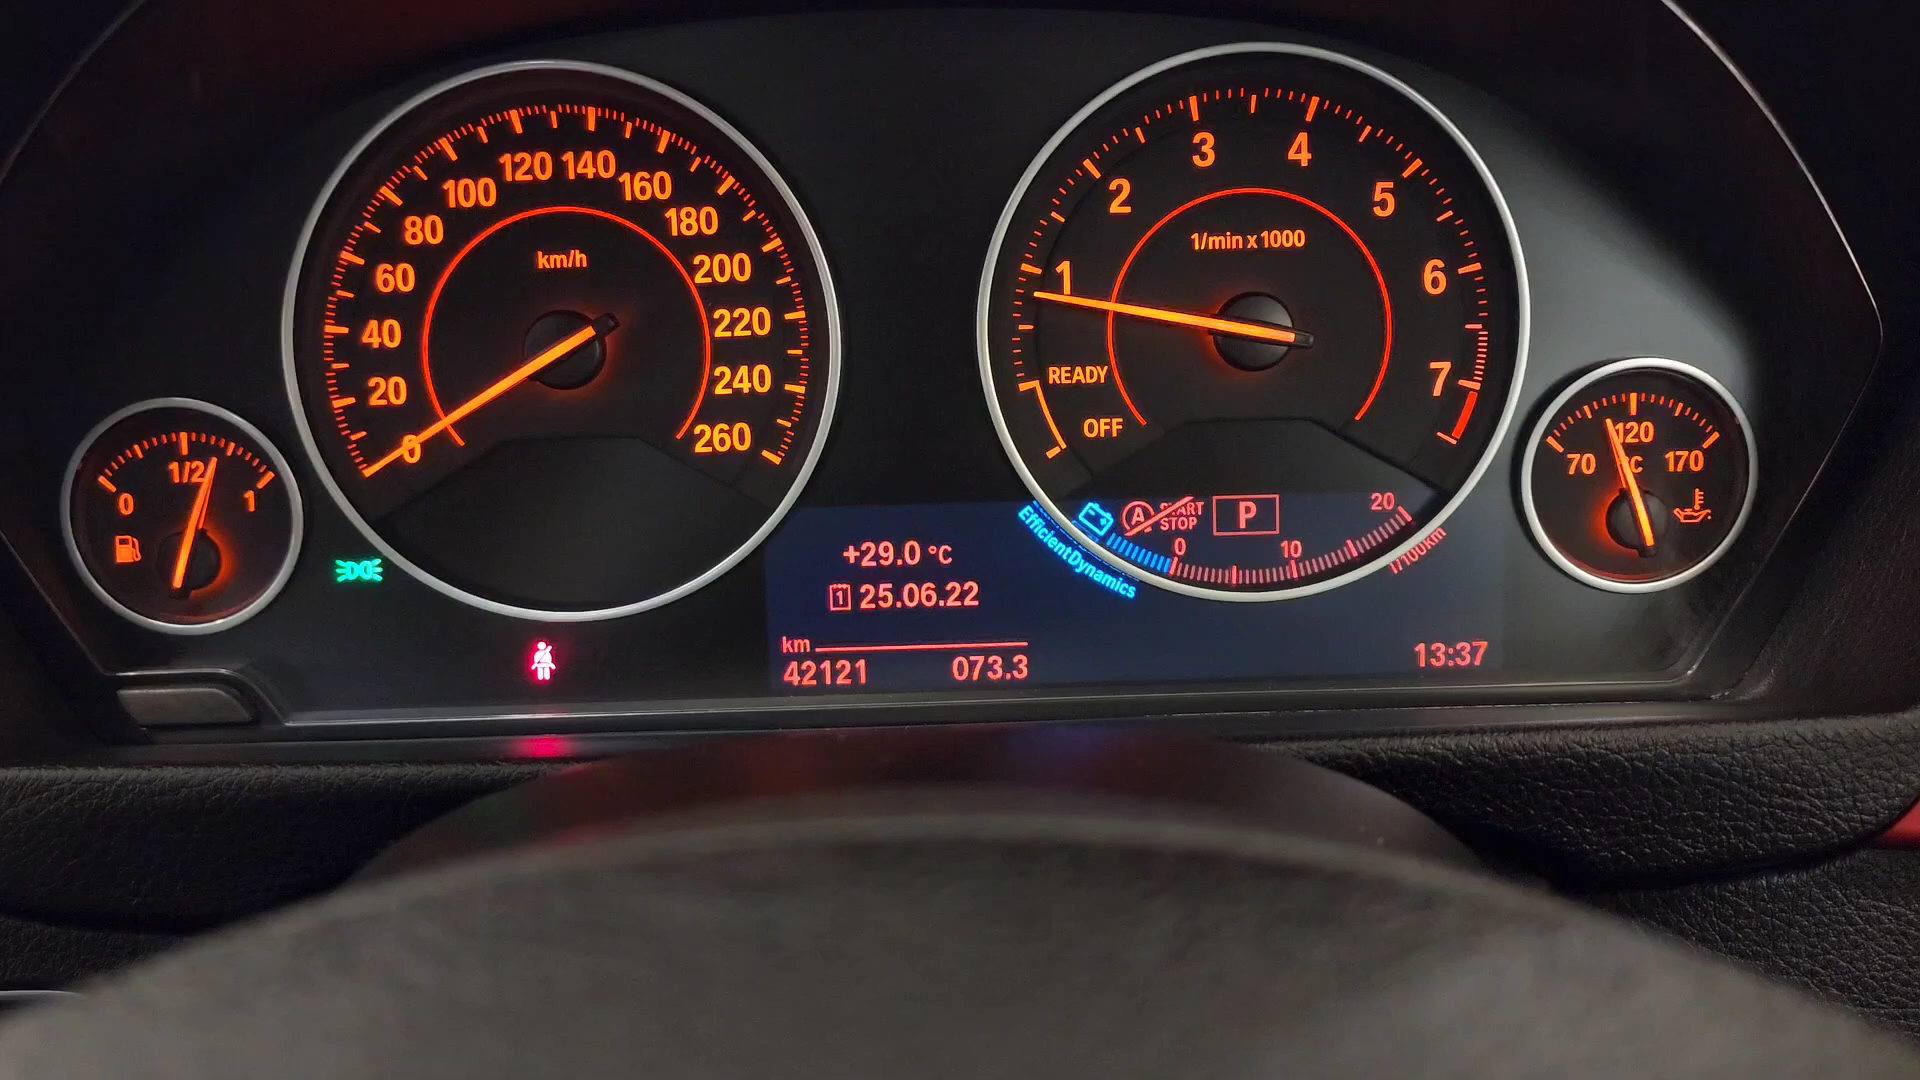 0
20
40
60
80
100
120
140
160
180
200
220
240
260
km/h
1
2
3
4
5
6
7
1/min x 1000
READY
OFF
0
1/2
1
70
120
170
°C
A
START
STOP
P
0
10
20
l/100km
EfficientDynamics
+29.0 °C
1 25.06.22
km
42121 073.3
13:37